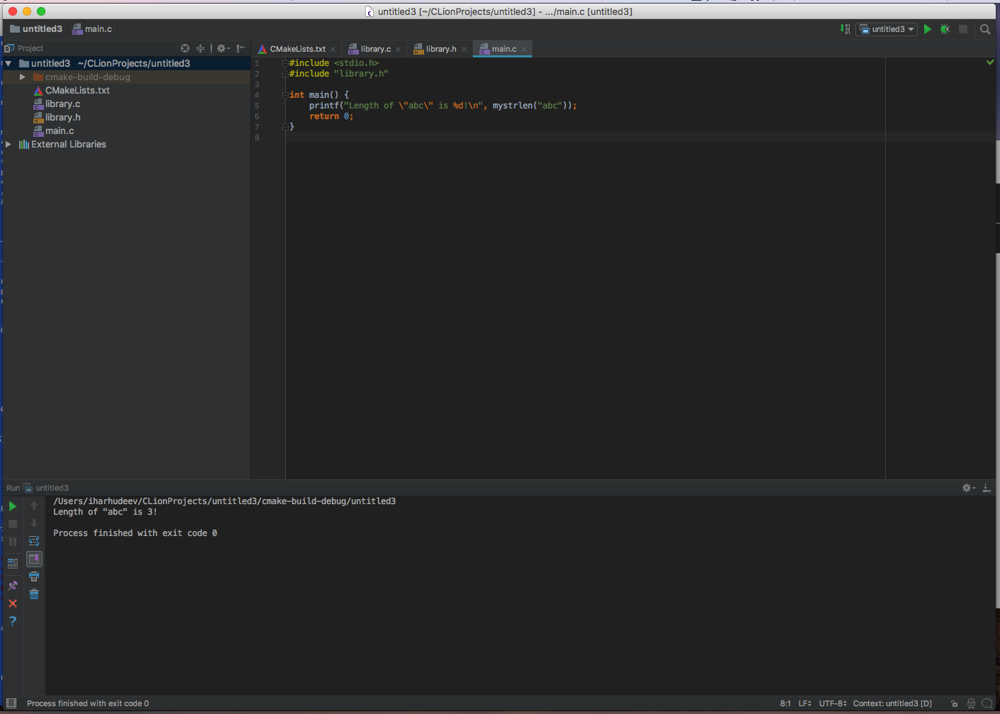 untitled3 [~/CLionProjects/untitled3] - .../main.c [untitled3]
untitled3 main.c untitled3
Project
CMakeLists.txt library.c library.h main.c
untitled3 ~/CLionProjects/untitled3
cmake-build-debug
CMakeLists.txt
library.c
library.h
main.c
External Libraries
1 #include <stdio.h>
2 #include "library.h"
3
4 int main() {
5 printf("Length of \"abc\" is %d!\n", mystrlen("abc"));
6 return 0;
7 }
8
Run untitled3
/Users/iharhudeev/CLionProjects/untitled3/cmake-build-debug/untitled3
Length of "abc" is 3!
Process finished with exit code 0
Process finished with exit code 0 8:1 LF UTF-8 Context: untitled3 [D]